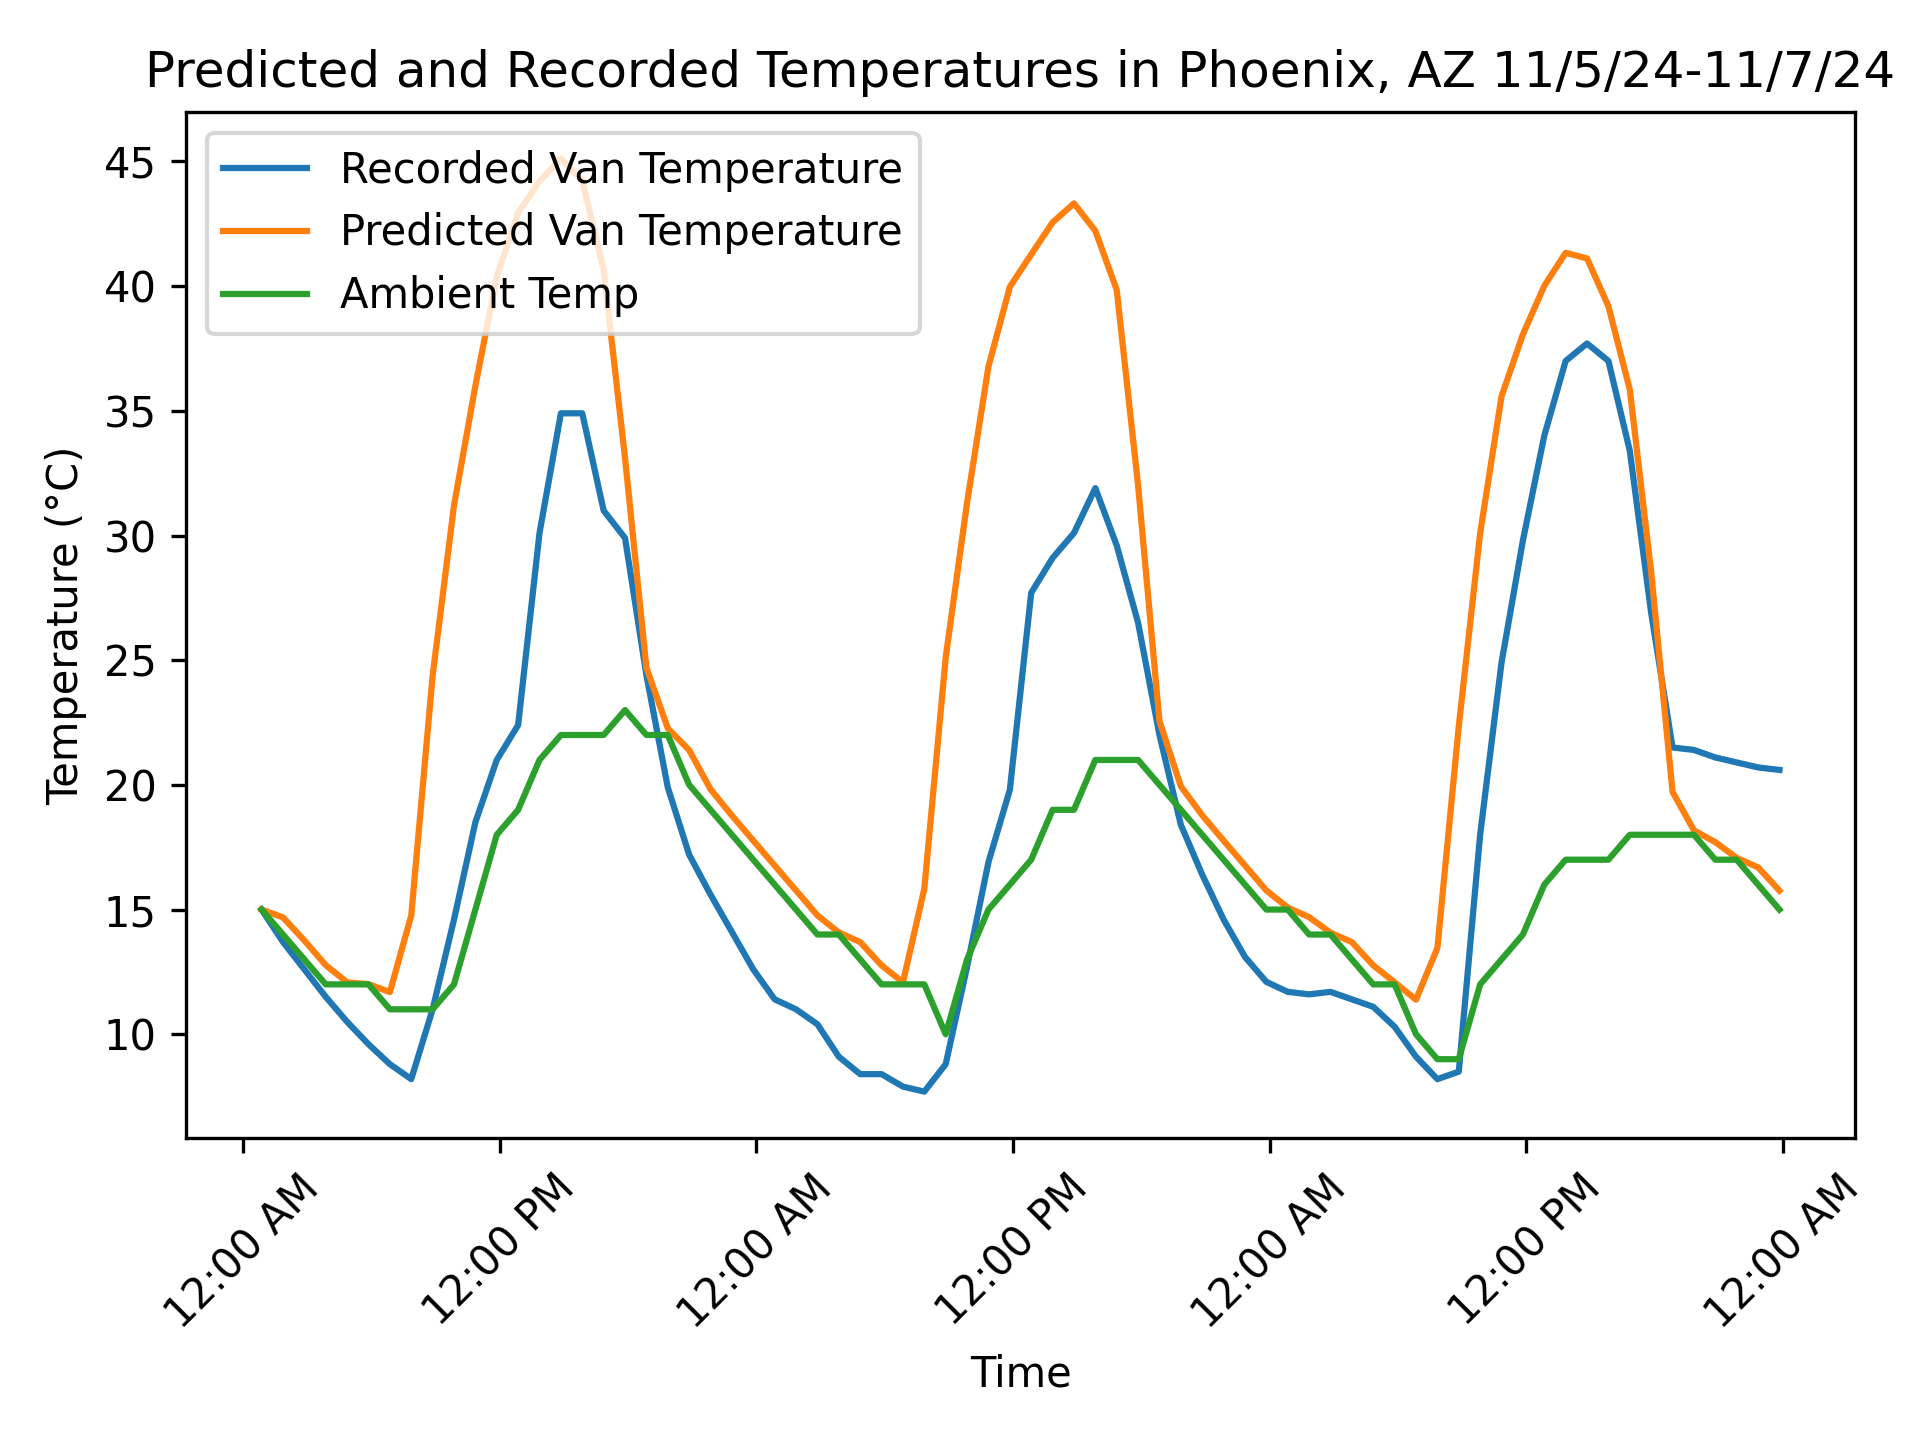 Predicted and Recorded Temperatures in Phoenix, AZ 11/5/24-11/7/24
Recorded Van Temperature
Predicted Van Temperature
Ambient Temp
Temperature (°C)
45
40
35
30
25
20
15
10
12:00 AM
12:00 PM
12:00 AM
12:00 PM
12:00 AM
12:00 PM
12:00 AM
Time